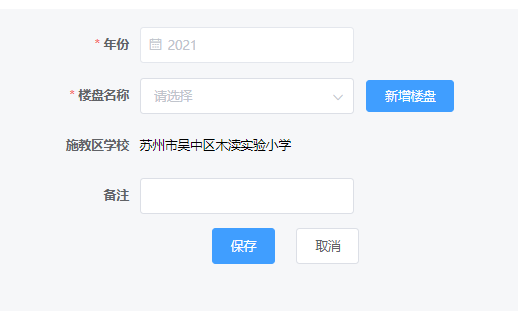 * 年份 2021
* 楼盘名称 请选择 新增楼盘
施教区学校 苏州市吴中区木渎实验小学
备注
保存 取消